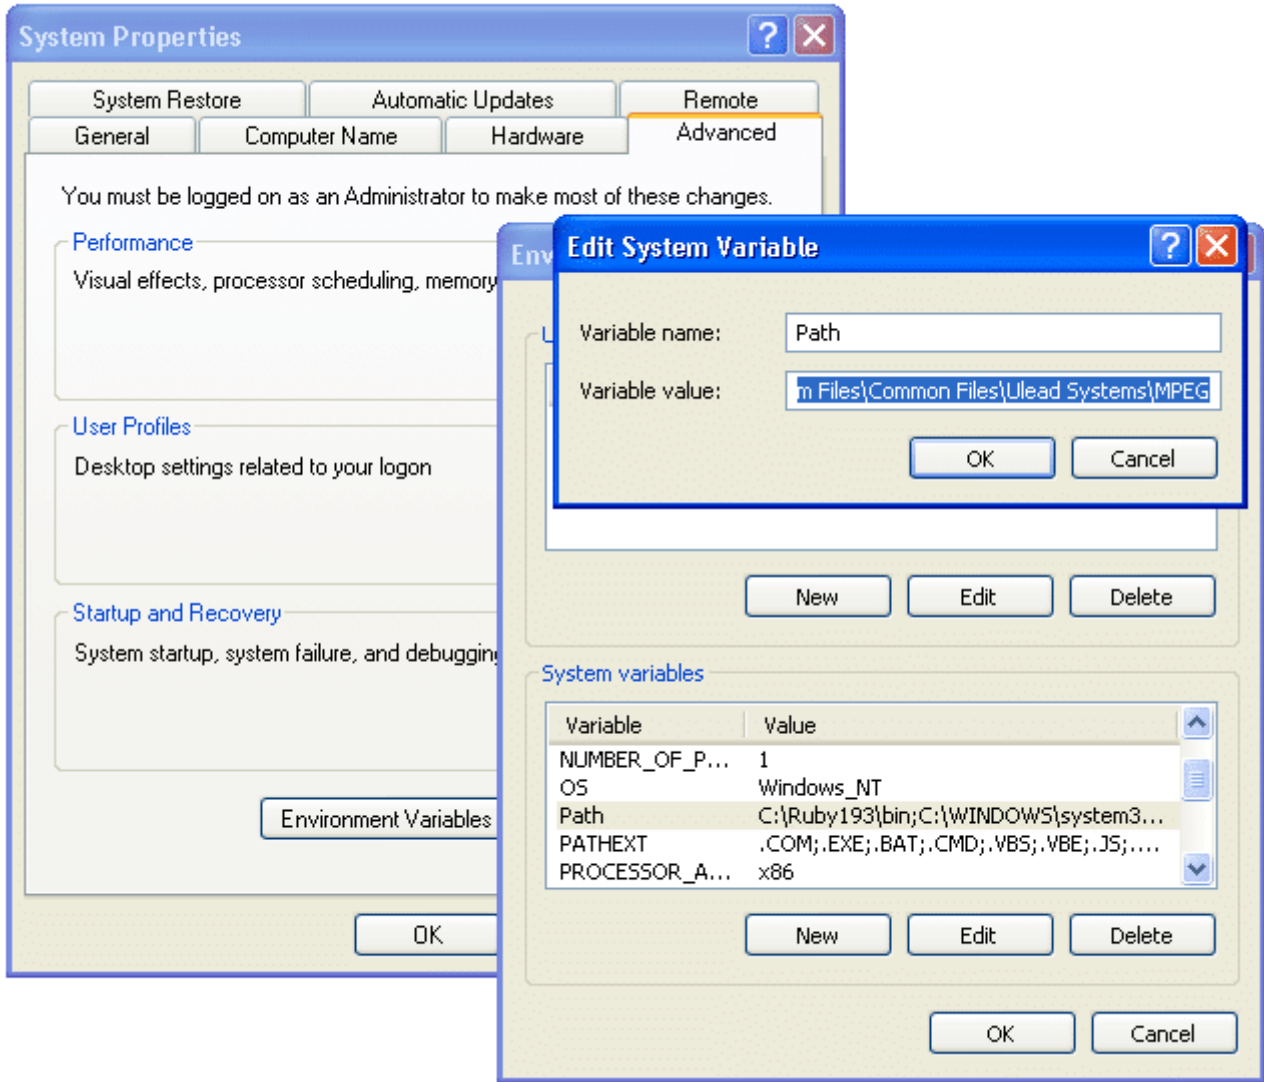 System Properties
System Restore
Automatic Updates
Remote
General
Computer Name
Hardware
Advanced
You must be logged on as an Administrator to make most of these changes.
Performance
Visual effects, processor scheduling, memory
User Profiles
Desktop settings related to your logon
Startup and Recovery
System startup, system failure, and debugging
Environment Variables
OK
Env
Edit System Variable
Variable name:
Path
Variable value:
m Files\Common Files\Ulead Systems\MPEG
OK
Cancel
New
Edit
Delete
System variables
Variable
Value
NUMBER_OF_P... 1
OS Windows_NT
Path C:\Ruby193\bin;C:\WINDOWS\system3...
PATHEXT .COM;.EXE;.BAT;.CMD;.VBS;.VBE;.JS;....
PROCESSOR_A... x86
New
Edit
Delete
OK
Cancel